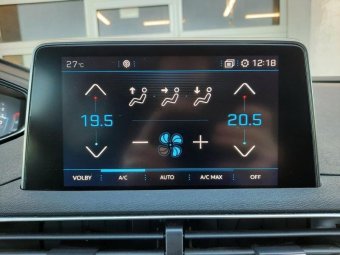 27°C 12:18
19.5 20.5
VOLBY A/C AUTO A/C MAX OFF